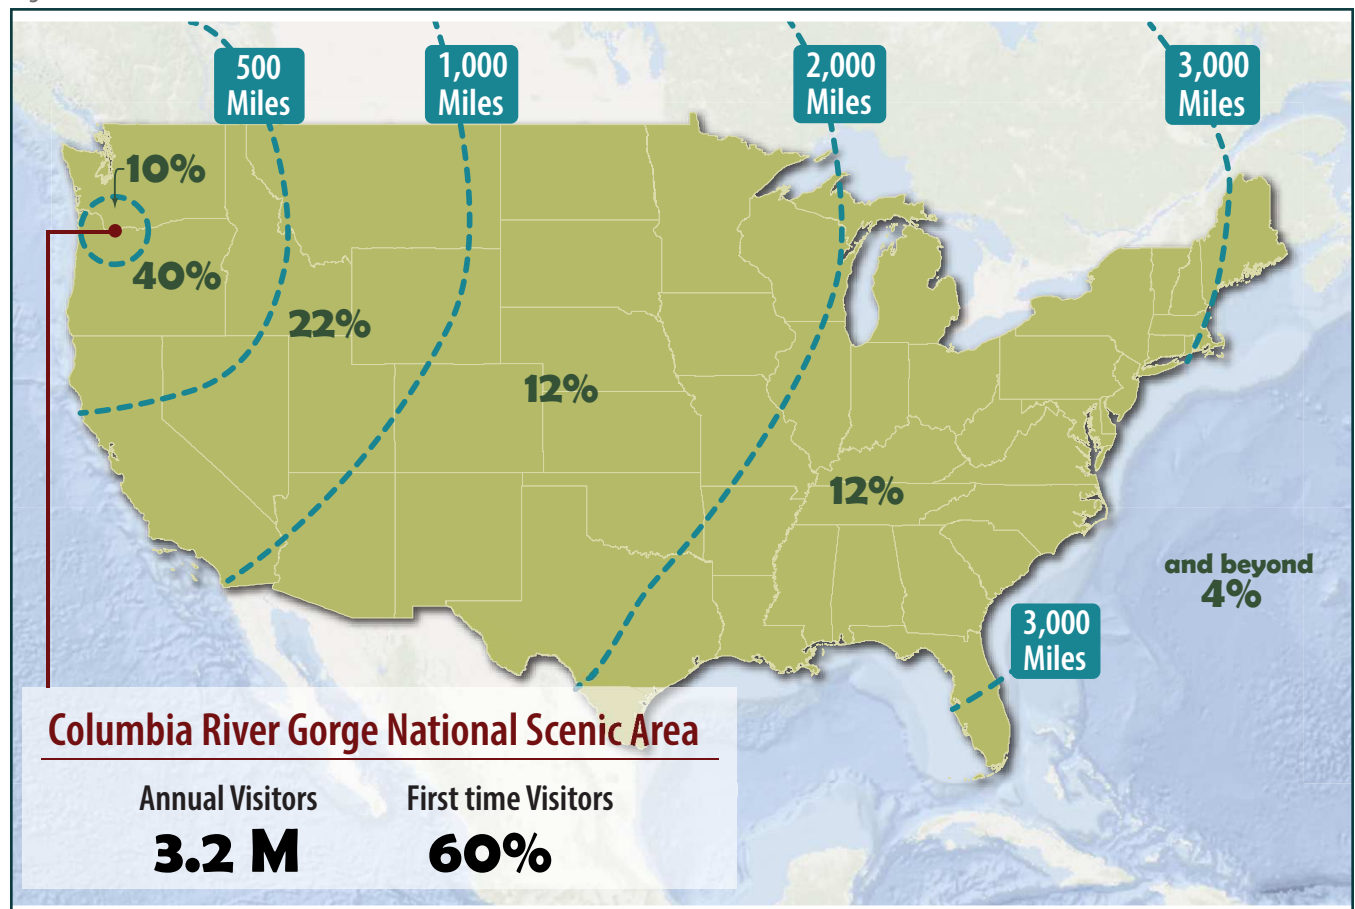 500
Miles
1,000
Miles
2,000
Miles
3,000
Miles
10%
40%
22%
12%
12%
and beyond
4%
3,000
Miles
Columbia River Gorge National Scenic Area
Annual Visitors
First time Visitors
3.2 M
60%